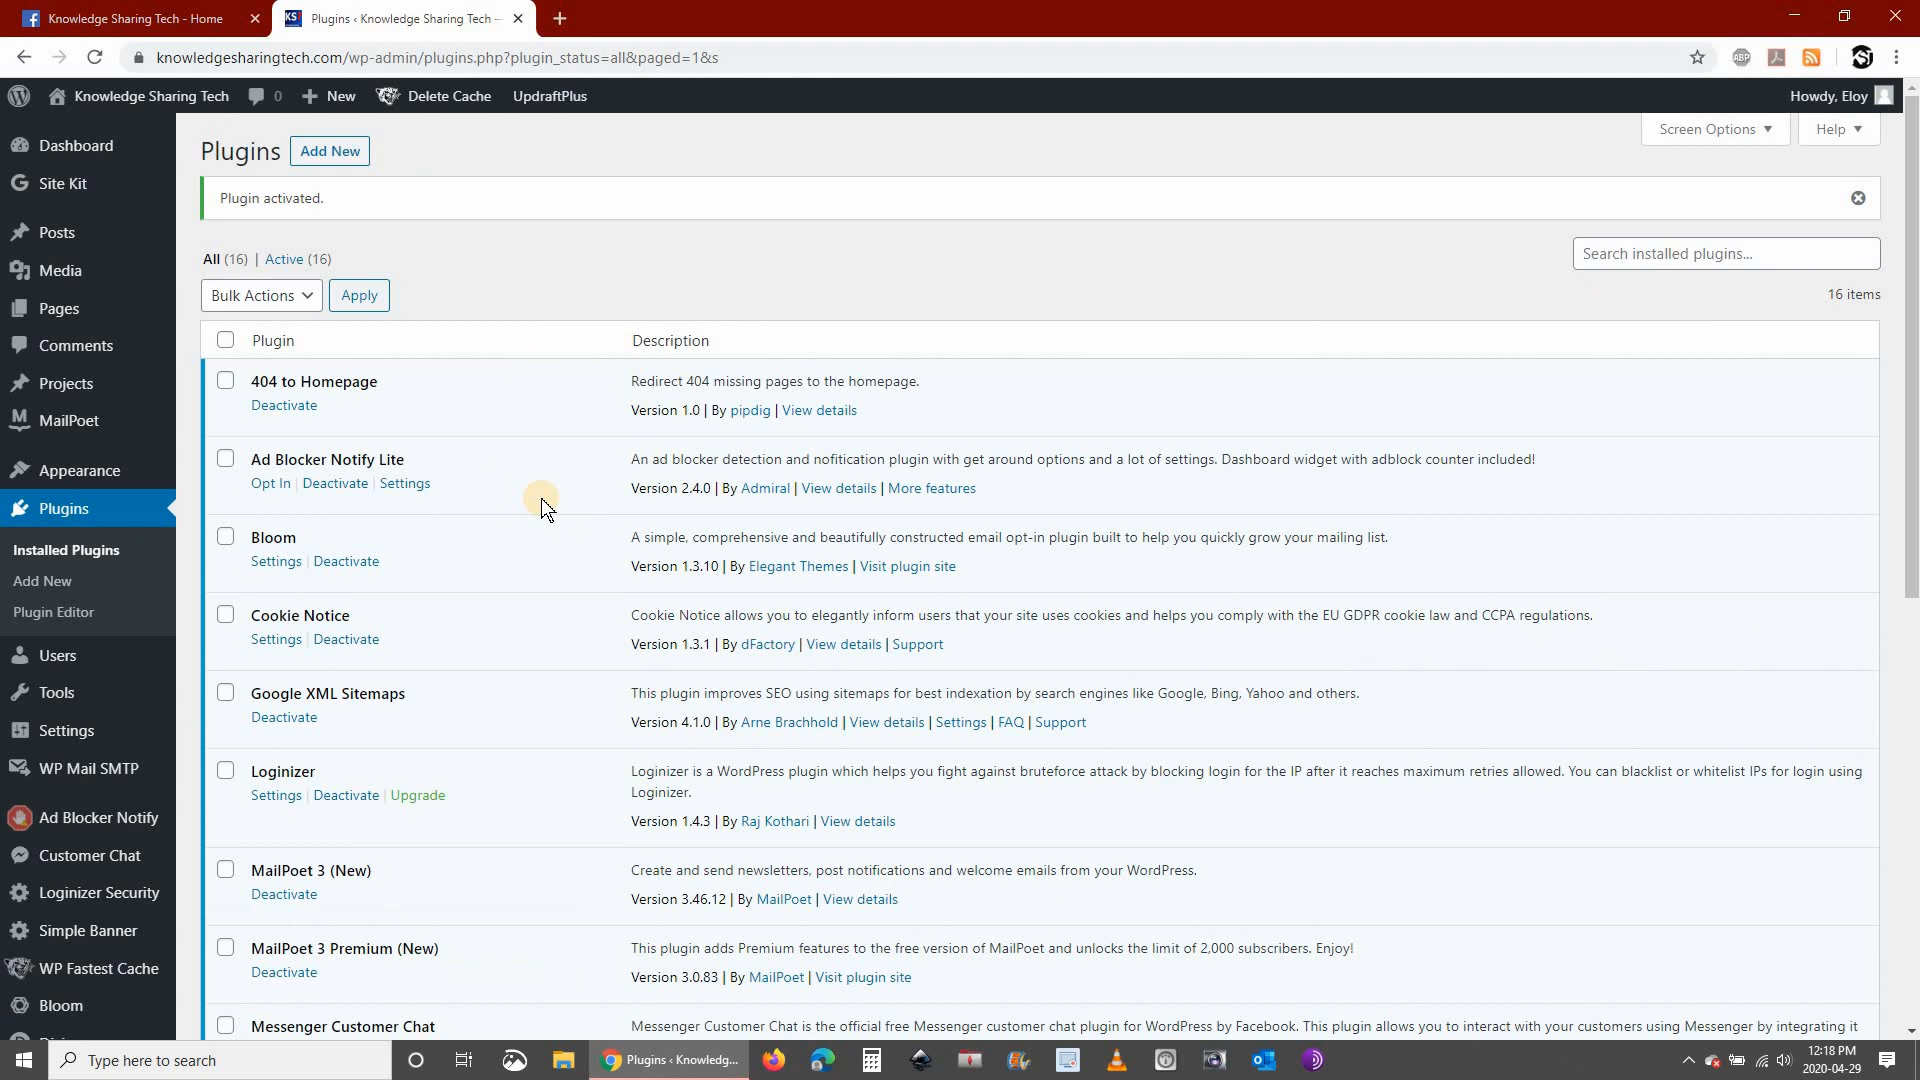 Knowledge Sharing Tech - Home
Plugins ‹ Knowledge Sharing Tech —
knowledgesharingtech.com/wp-admin/plugins.php?plugin_status=all&paged=1&s
ABP
Knowledge Sharing Tech
0
New
Delete Cache
UpdraftPlus
Howdy, Eloy
Dashboard
Site Kit
Posts
Media
Pages
Comments
Projects
MailPoet
Appearance
Plugins
Installed Plugins
Add New
Plugin Editor
Users
Tools
Settings
WP Mail SMTP
Ad Blocker Notify
Customer Chat
Loginizer Security
Simple Banner
WP Fastest Cache
Bloom
Screen Options
Help
Plugins
Add New
Plugin activated.
All (16) | Active (16)
Search installed plugins...
Bulk Actions
Apply
16 items
Plugin
Description
404 to Homepage
Deactivate
Redirect 404 missing pages to the homepage.
Version 1.0 | By pipdig | View details
Ad Blocker Notify Lite
Opt In | Deactivate | Settings
An ad blocker detection and nofitication plugin with get around options and a lot of settings. Dashboard widget with adblock counter included!
Version 2.4.0 | By Admiral | View details | More features
Bloom
Settings | Deactivate
A simple, comprehensive and beautifully constructed email opt-in plugin built to help you quickly grow your mailing list.
Version 1.3.10 | By Elegant Themes | Visit plugin site
Cookie Notice
Settings | Deactivate
Cookie Notice allows you to elegantly inform users that your site uses cookies and helps you comply with the EU GDPR cookie law and CCPA regulations.
Version 1.3.1 | By dFactory | View details | Support
Google XML Sitemaps
Deactivate
This plugin improves SEO using sitemaps for best indexation by search engines like Google, Bing, Yahoo and others.
Version 4.1.0 | By Arne Brachhold | View details | Settings | FAQ | Support
Loginizer
Settings | Deactivate | Upgrade
Loginizer is a WordPress plugin which helps you fight against bruteforce attack by blocking login for the IP after it reaches maximum retries allowed. You can blacklist or whitelist IPs for login using
Loginizer.
Version 1.4.3 | By Raj Kothari | View details
MailPoet 3 (New)
Deactivate
Create and send newsletters, post notifications and welcome emails from your WordPress.
Version 3.46.12 | By MailPoet | View details
MailPoet 3 Premium (New)
Deactivate
This plugin adds Premium features to the free version of MailPoet and unlocks the limit of 2,000 subscribers. Enjoy!
Version 3.0.83 | By MailPoet | Visit plugin site
Messenger Customer Chat
Messenger Customer Chat is the official free Messenger customer chat plugin for WordPress by Facebook. This plugin allows you to interact with your customers using Messenger by integrating it
Type here to search
Plugins ‹ Knowledg...
12:18 PM
2020-04-29